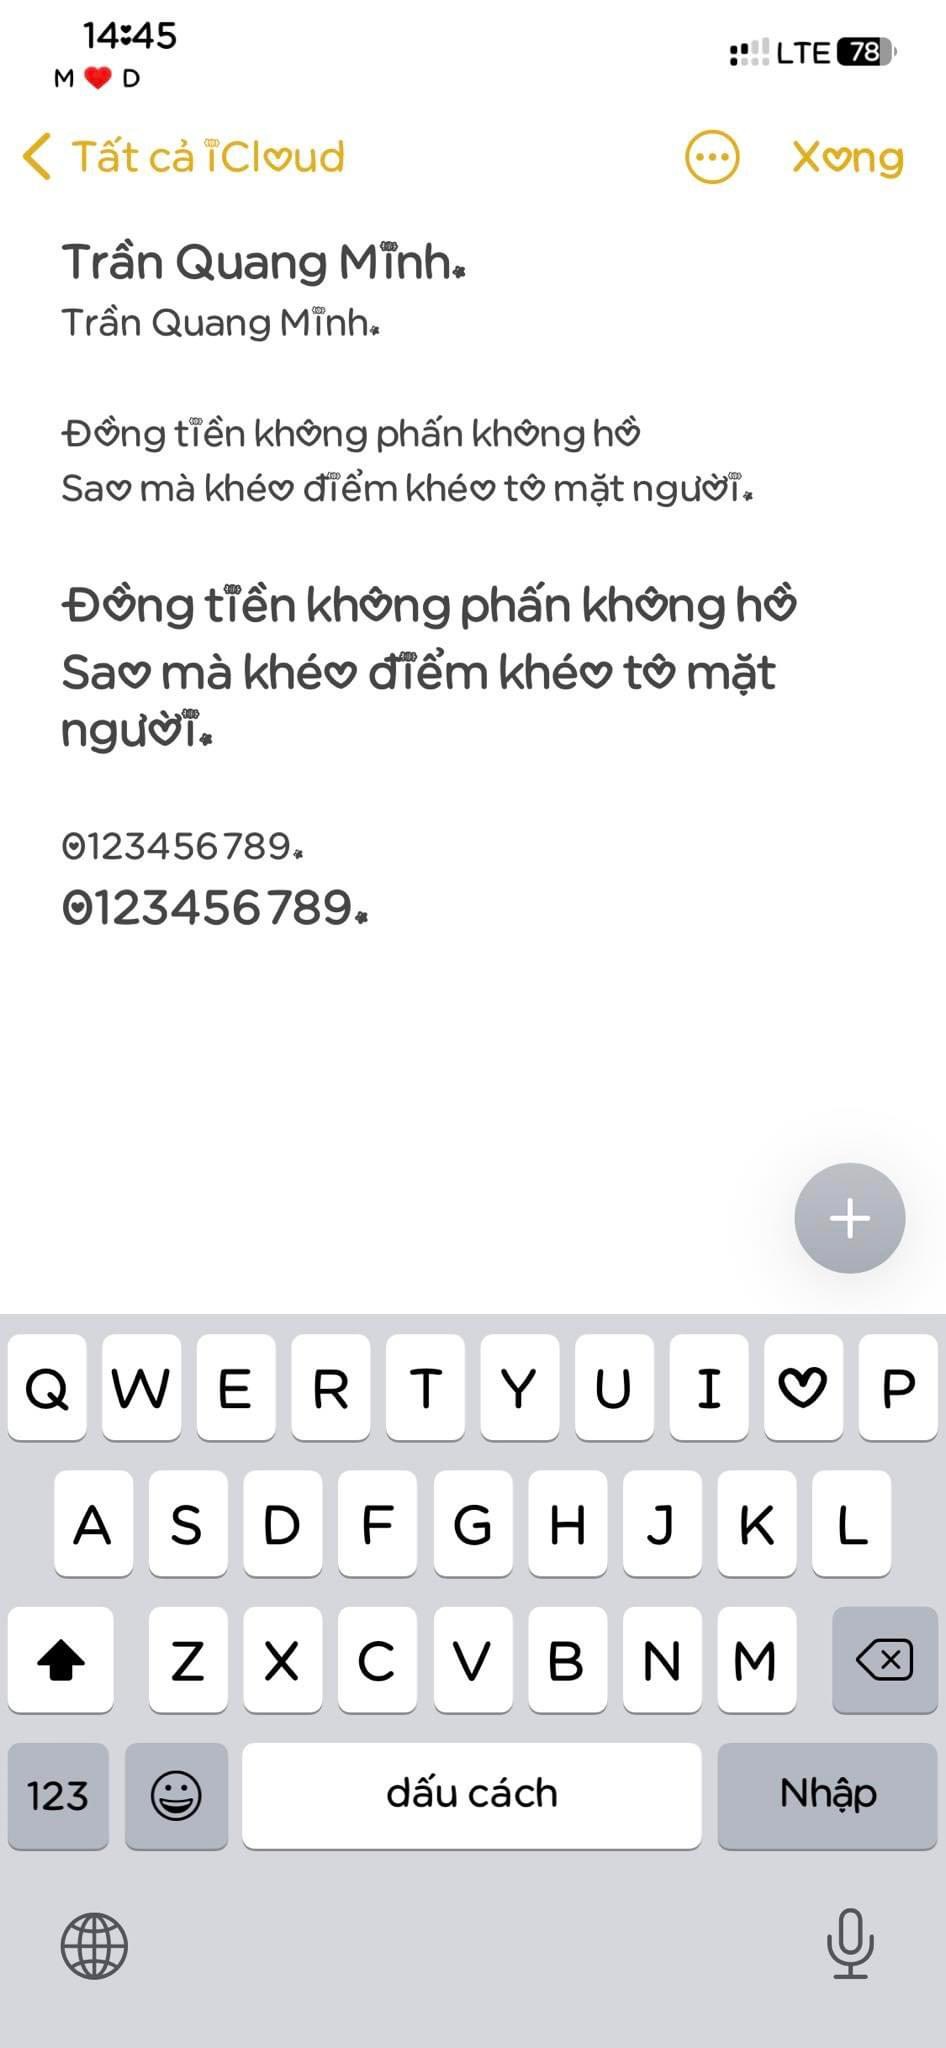 14:45
M ❤️ D
LTE 78
Tất cả iCloud
Xong
Trần Quang Minh.
Trần Quang Minh.
Đồng tiền không phấn không hồ
Sao mà khéo điểm khéo tô mặt người.
Đồng tiền không phấn không hồ
Sao mà khéo điểm khéo tô mặt
người.
0123456789.
0123456789.
Q W E R T Y U I O P
A S D F G H J K L
Z X C V B N M
123 dấu cách Nhập